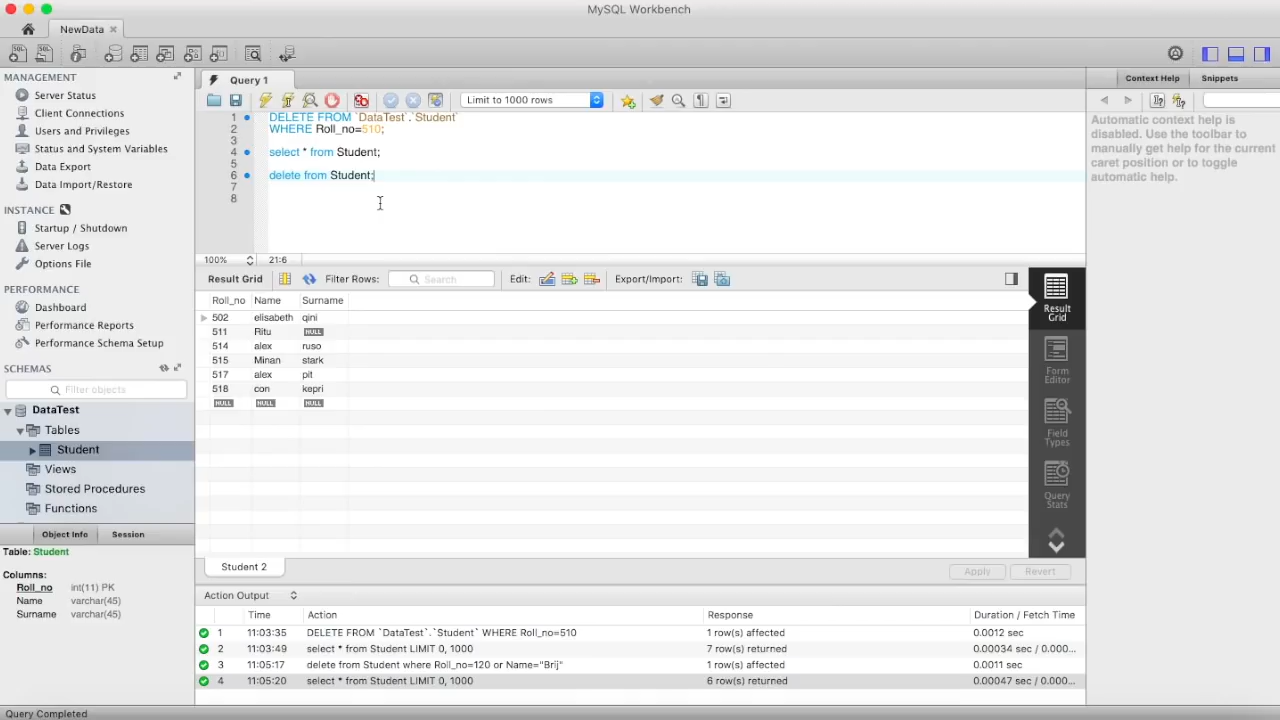 MySQL Workbench
NewData
MANAGEMENT
Server Status
Client Connections
Users and Privileges
Status and System Variables
Data Export
Data Import/Restore
INSTANCE
Startup / Shutdown
Server Logs
Options File
PERFORMANCE
Dashboard
Performance Reports
Performance Schema Setup
SCHEMAS
Filter objects
DataTest
Tables
Student
Views
Stored Procedures
Functions
Object Info Session
Table: Student
Columns:
Roll_no int(11) PK
Name varchar(45)
Surname varchar(45)
Query Completed
Query 1
Limit to 1000 rows
1 DELETE FROM `DataTest`.`Student`
2 WHERE Roll_no=510;
3
4 select * from Student;
5
6 delete from Student;
7
8
100% 21:6
Result Grid Filter Rows: Search Edit: Export/Import:
Roll_no Name Surname
502 elisabeth qini
511 Ritu NULL
514 alex ruso
515 Minan stark
517 alex pit
518 con kepri
NULL NULL NULL
Result
Grid
Form
Editor
Field
Types
Query
Stats
Student 2
Apply Revert
Action Output
Time Action Response Duration / Fetch Time
1 11:03:35 DELETE FROM `DataTest`.`Student` WHERE Roll_no=510 1 row(s) affected 0.0012 sec
2 11:03:49 select * from Student LIMIT 0, 1000 7 row(s) returned 0.00034 sec / 0.000...
3 11:05:17 delete from Student where Roll_no=120 or Name="Brij" 1 row(s) affected 0.0011 sec
4 11:05:20 select * from Student LIMIT 0, 1000 6 row(s) returned 0.00047 sec / 0.000...
Context Help Snippets
Automatic context help is
disabled. Use the toolbar to
manually get help for the current
caret position or to toggle
automatic help.